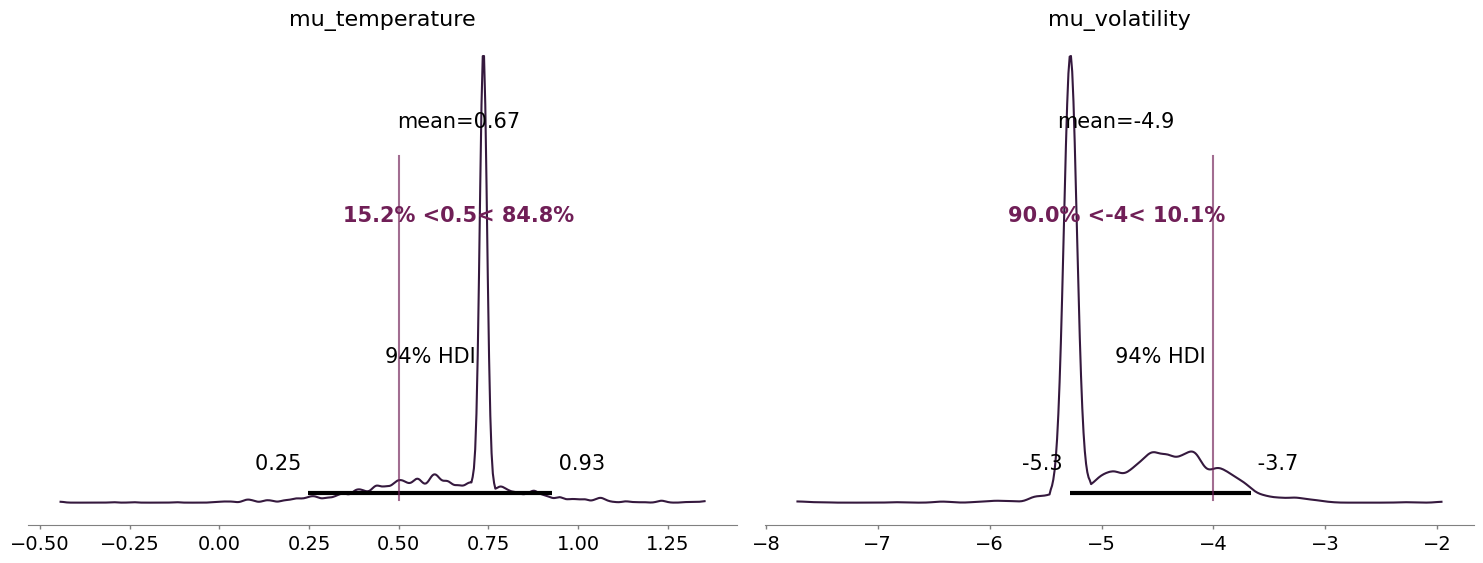 mu_temperature
mean=0.67
15.2% <0.5< 84.8%
94% HDI
0.25
0.93
−0.50
−0.25
0.00
0.25
0.50
0.75
1.00
1.25
mu_volatility
mean=-4.9
90.0% <-4< 10.1%
94% HDI
-5.3
-3.7
−8
−7
−6
−5
−4
−3
−2